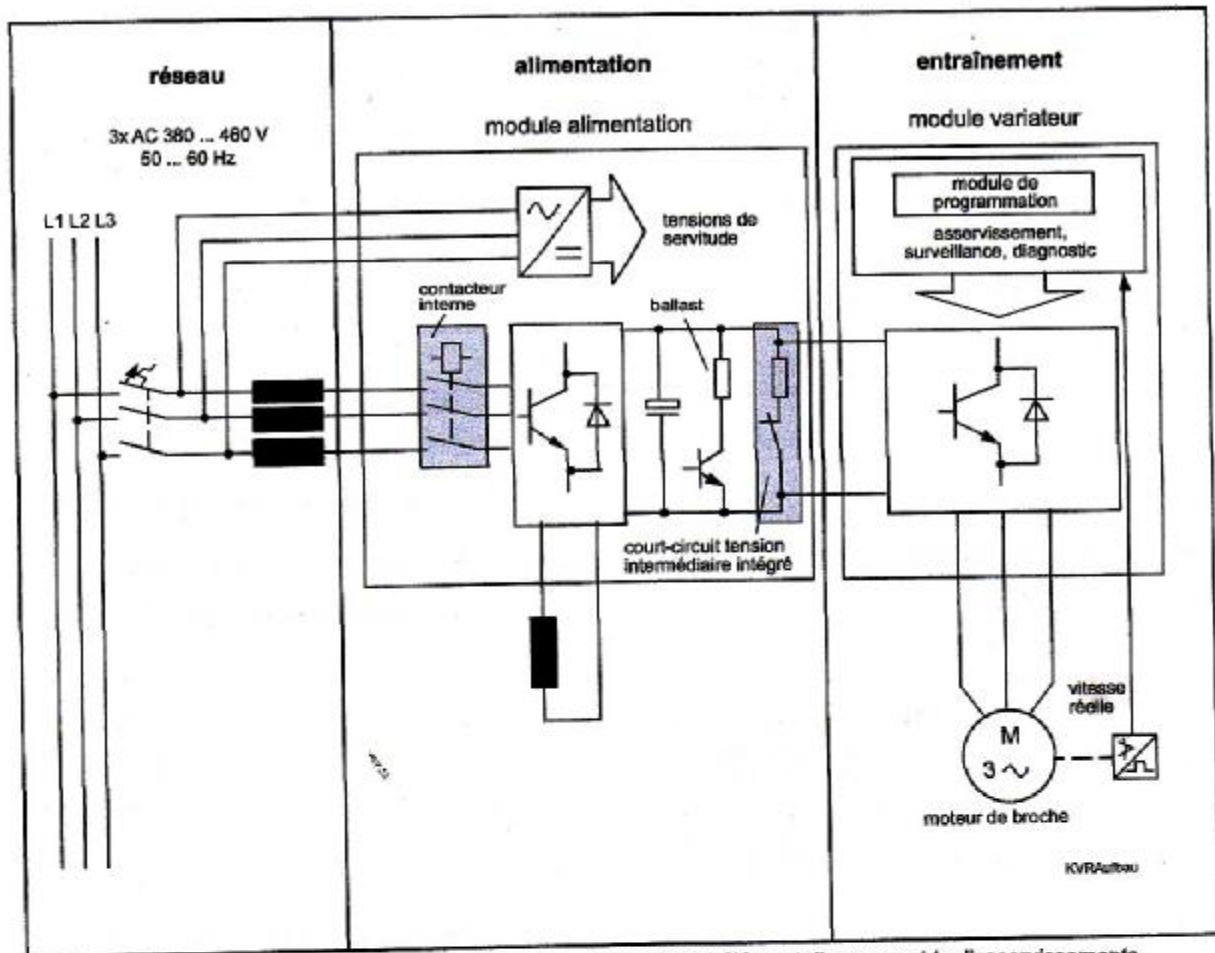 réseau
3x AC 380 ... 460 V
50 ... 60 Hz
L1 L2 L3
alimentation
module alimentation
tensions de
servitude
contacteur
interne
ballast
court-circuit tension
intermédiaire intégré
entraînement
module variateur
module de
programmation
asservissement,
surveillance, diagnostic
vitesse
réelle
M
3 ~
moteur de broche
KVRAufbau